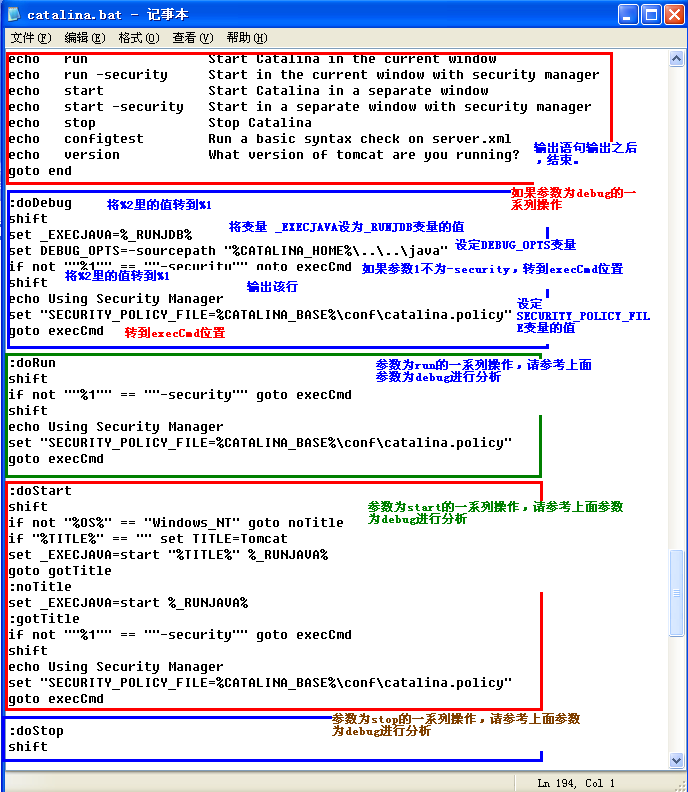 catalina.bat - 记事本
文件(F) 编辑(E) 格式(O) 查看(V) 帮助(H)
echo run Start Catalina in the current window
echo run -security Start in the current window with security manager
echo start Start Catalina in a separate window
echo start -security Start in a separate window with security manager
echo stop Stop Catalina
echo configtest Run a basic syntax check on server.xml
echo version What version of tomcat are you running?
输出语句输出之后
,结束。
goto end
如果参数为debug的一
系列操作
:doDebug 将%2里的值转到%1
shift
将变量 _EXECJAVA设为_RUNJDB变量的值
set _EXECJAVA=%_RUNJDB%
set DEBUG_OPTS=-sourcepath "%CATALINA_HOME%\..\..\java" 设定DEBUG_OPTS变量
if not ""%1"" == ""-security"" goto execCmd 如果参数1不为-security,转到execCmd位置
shift 将%2里的值转到%1
echo Using Security Manager 输出该行
set "SECURITY_POLICY_FILE=%CATALINA_BASE%\conf\catalina.policy"
设定
SECURITY_POLICY_FIL
E变量的值
goto execCmd 转到execCmd位置
:doRun
参数为run的一系列操作,请参考上面
参数为debug进行分析
shift
if not ""%1"" == ""-security"" goto execCmd
shift
echo Using Security Manager
set "SECURITY_POLICY_FILE=%CATALINA_BASE%\conf\catalina.policy"
goto execCmd
:doStart
shift
参数为start的一系列操作,请参考上面参数
为debug进行分析
if not "%OS%" == "Windows_NT" goto noTitle
if "%TITLE%" == "" set TITLE=Tomcat
set _EXECJAVA=start "%TITLE%" %_RUNJAVA%
goto gotTitle
:noTitle
set _EXECJAVA=start %_RUNJAVA%
:gotTitle
if not ""%1"" == ""-security"" goto execCmd
shift
echo Using Security Manager
set "SECURITY_POLICY_FILE=%CATALINA_BASE%\conf\catalina.policy"
goto execCmd
参数为stop的一系列操作,请参考上面参数
为debug进行分析
:doStop
shift
Ln 194, Col 1